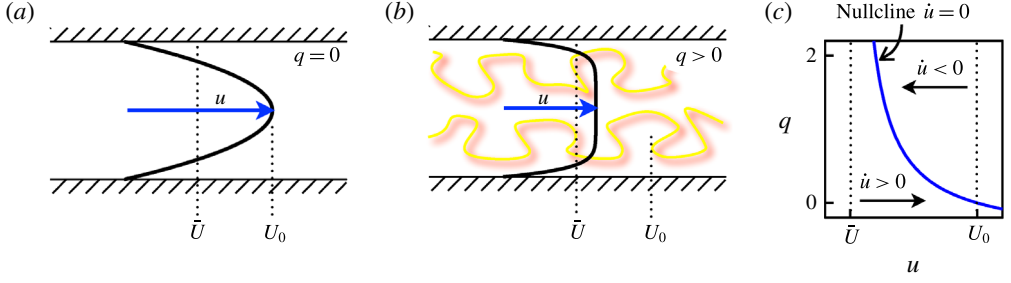 (a)
q = 0
u
Ū
U₀
(b)
q > 0
u
Ū
U₀
(c)
Nullcline u̇ = 0
2
u̇ < 0
q
u̇ > 0
0
Ū
U₀
u